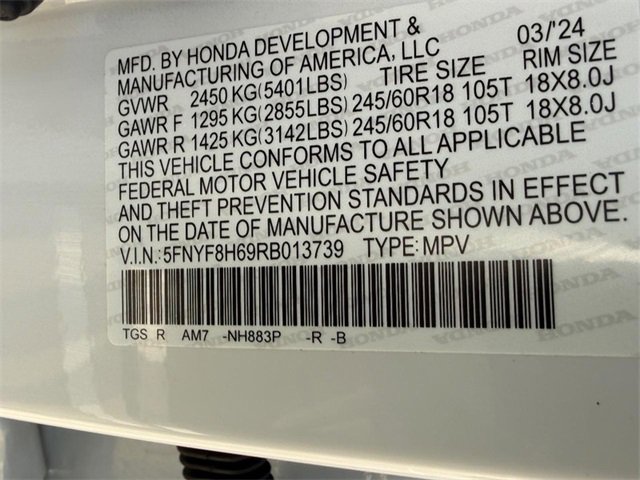 MFD. BY HONDA DEVELOPMENT & 03/'24
MANUFACTURING OF AMERICA, LLC
GVWR 2450 KG(5401LBS) TIRE SIZE RIM SIZE
GAWR F 1295 KG(2855LBS) 245/60R18 105T 18X8.0J
GAWR R 1425 KG(3142LBS) 245/60R18 105T 18X8.0J
THIS VEHICLE CONFORMS TO ALL APPLICABLE
FEDERAL MOTOR VEHICLE SAFETY
AND THEFT PREVENTION STANDARDS IN EFFECT
ON THE DATE OF MANUFACTURE SHOWN ABOVE.
V.I.N.:5FNYF8H69RB013739 TYPE:MPV
TGS R AM7 -NH883P -R -B